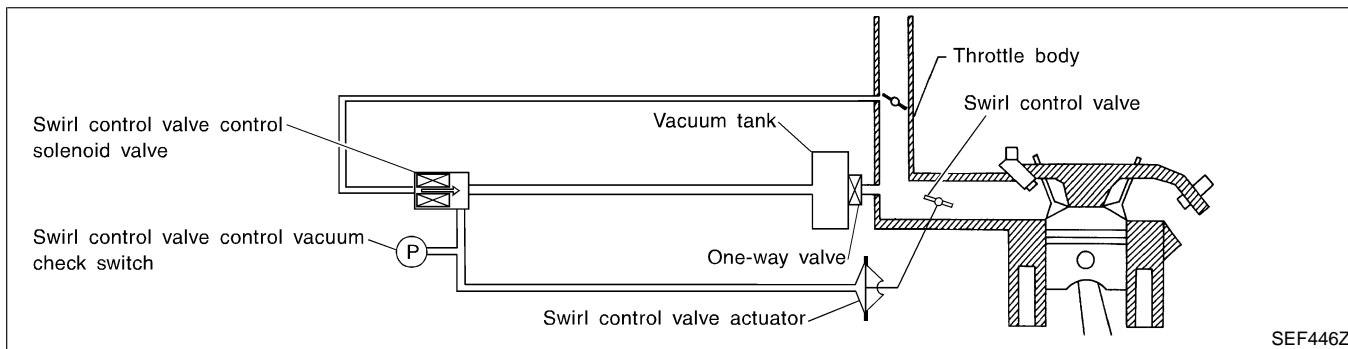 Throttle body
Swirl control valve
Vacuum tank
Swirl control valve control
solenoid valve
Swirl control valve control vacuum
check switch
P
One-way valve
Swirl control valve actuator
SEF446Z